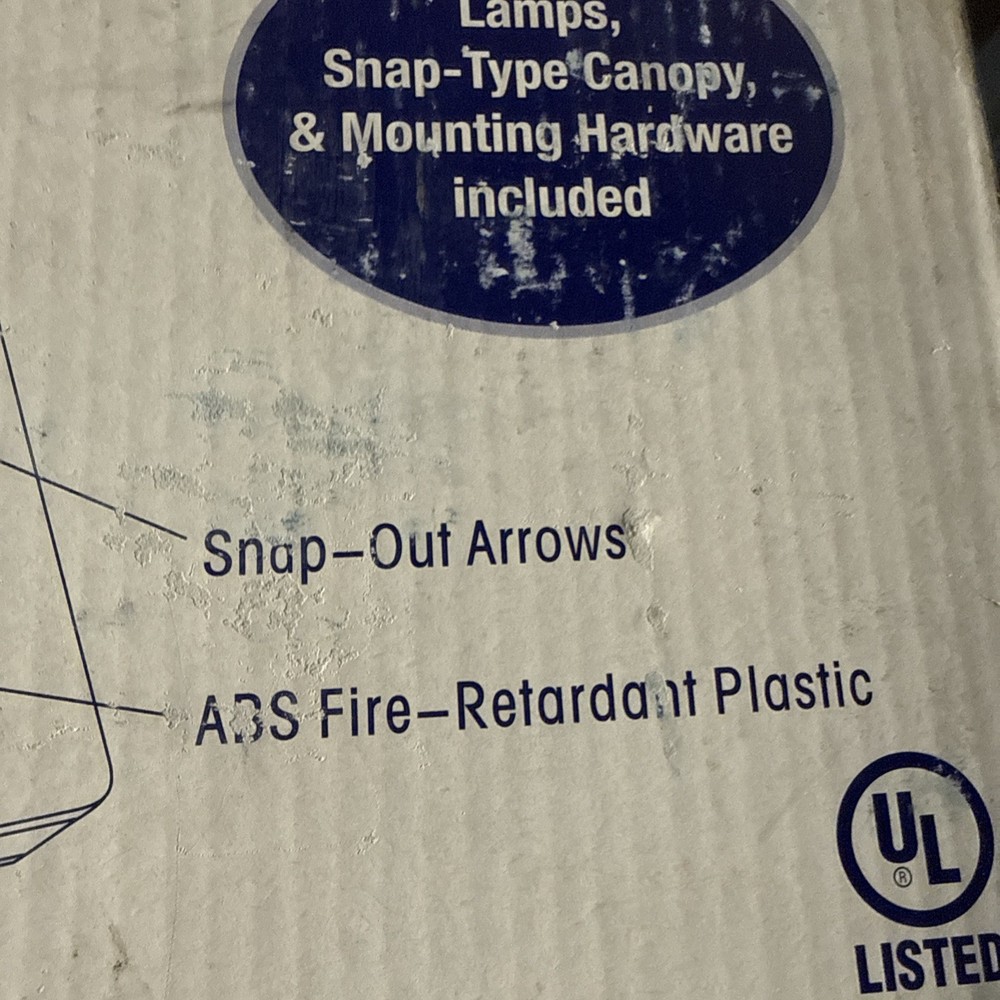 Lamps,
Snap-Type Canopy,
& Mounting Hardware
included
Snap-Out Arrows
ABS Fire-Retardant Plastic
UL
®
LISTED